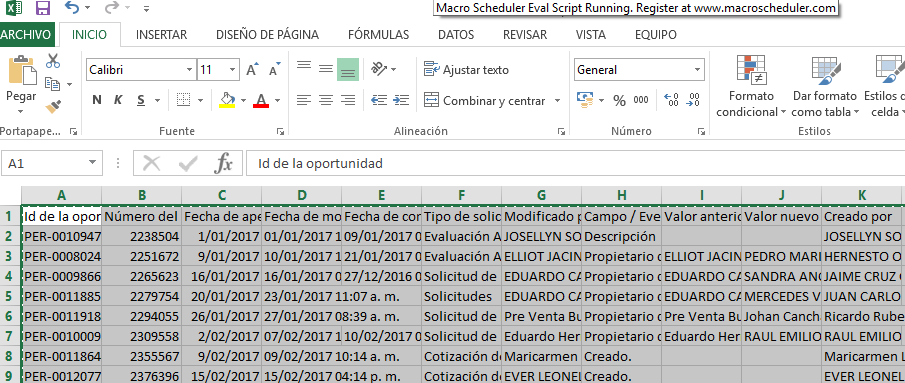 Macro Scheduler Eval Script Running. Register at www.macroscheduler.com
ARCHIVO INICIO INSERTAR DISEÑO DE PÁGINA FÓRMULAS DATOS REVISAR VISTA EQUIPO
Calibri 11 Ajustar texto General
Pegar N K S Combinar y centrar % 000 Formato condicional Dar formato como tabla Estilos d celda
Portapape... Fuente Alineación Número Estilos
A1 fx Id de la oportunidad
A B C D E F G H I J K
1 Id de la opor Número del Fecha de ape Fecha de mo Fecha de cor Tipo de solic Modificado p Campo / Eve Valor anterio Valor nuevo Creado por
2 PER-0010947 2238504 1/01/2017 01/01/2017 1 09/01/2017 0 Evaluación A JOSELLYN SO Descripción JOSELLYN SO
3 PER-0008024 2251672 9/01/2017 10/01/2017 1 21/01/2017 0 Evaluación A ELLIOT JACIN Propietario d ELLIOT JACIN PEDRO MARI HERNESTO O
4 PER-0009866 2265623 16/01/2017 16/01/2017 0 27/12/2016 0 Solicitud de EDUARDO CA Propietario d EDUARDO CA SANDRA ANG JAIME CRUZ
5 PER-0011885 2279754 20/01/2017 23/01/2017 11:07 a. m. Solicitudes EDUARDO CA Propietario d EDUARDO CA MERCEDES V JUAN CARLO
6 PER-0011918 2294055 26/01/2017 27/01/2017 08:39 a. m. Solicitud de Pre Venta Bu Propietario d Pre Venta Bu Johan Canch Ricardo Rube
7 PER-0010009 2309558 2/02/2017 07/02/2017 1 10/02/2017 0 Solicitud de Eduardo Her Propietario d Eduardo Her RAUL EMILIO RAUL EMILIO
8 PER-0011864 2355567 9/02/2017 09/02/2017 10:14 a. m. Cotización de Maricarmen Creado. Maricarmen L
9 PER-0012077 2376396 15/02/2017 15/02/2017 04:14 p. m. Cotización de EVER LEONEL Creado. EVER LEONEL